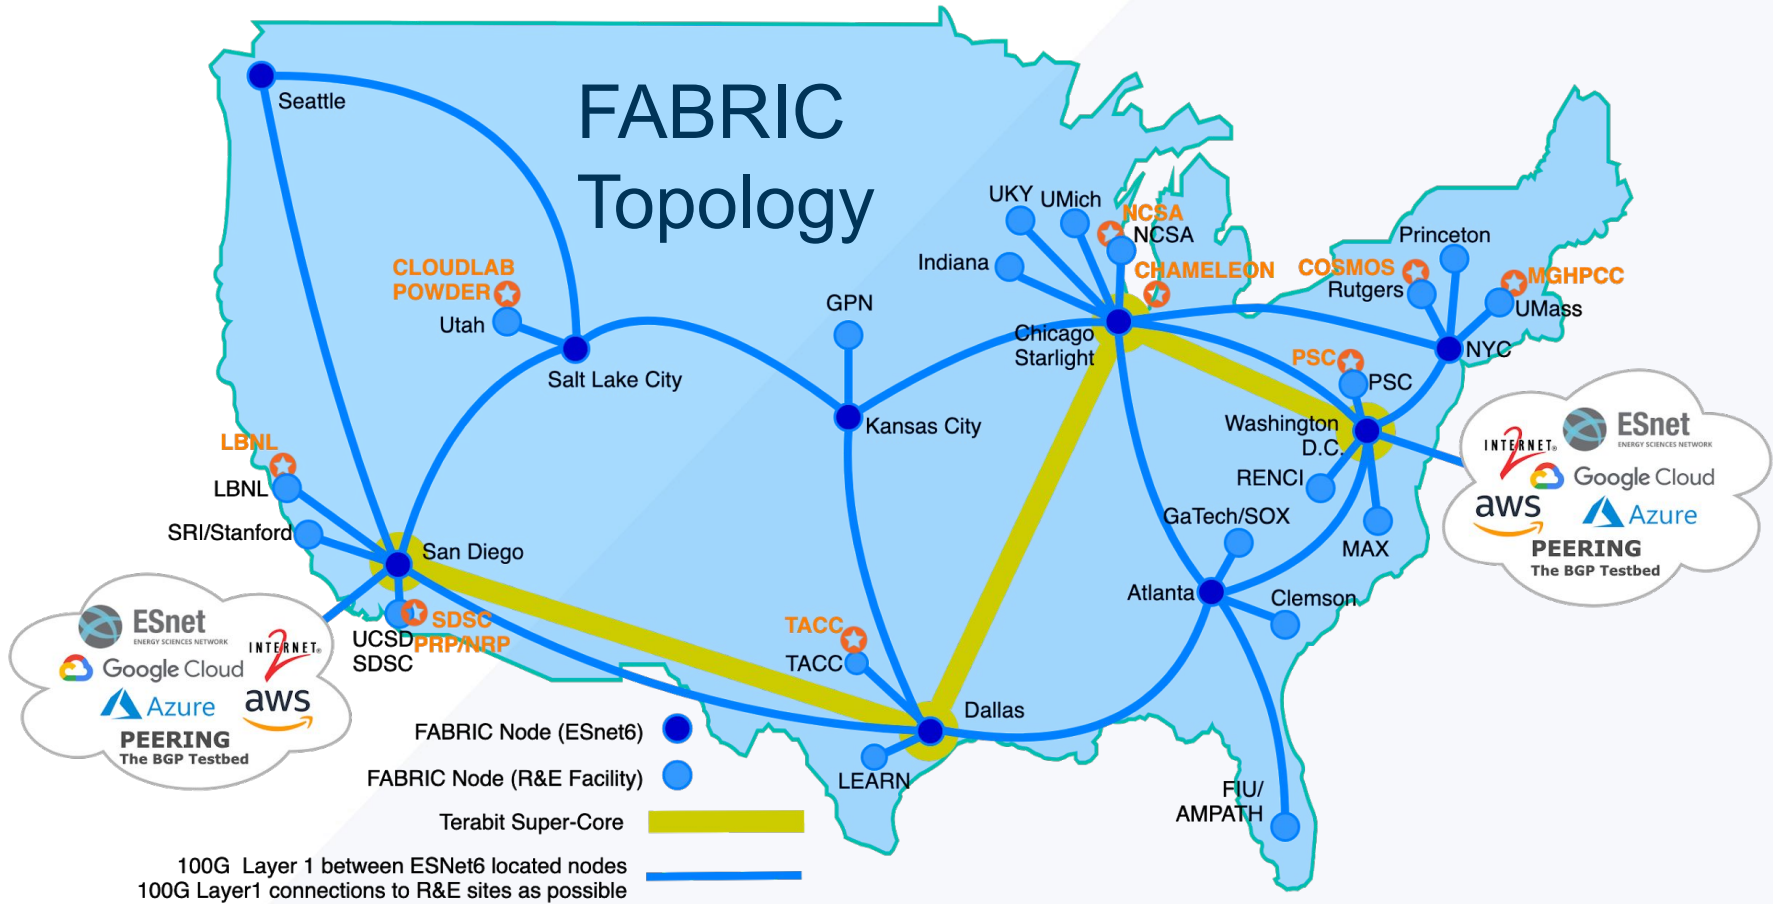 FABRIC
Topology
Seattle
CLOUDLAB
POWDER
Utah
Salt Lake City
GPN
Kansas City
UKY
UMich
NCSA
NCSA
Indiana
CHAMELEON
Chicago
Starlight
Princeton
COSMOS
Rutgers
MGHPCC
UMass
NYC
PSC
PSC
Washington
D.C.
RENCI
MAX
GaTech/SOX
Atlanta
Clemson
FIU/
AMPATH
LBNL
LBNL
SRI/Stanford
San Diego
UCSD
SDSC
SDSC
PRP/NRP
TACC
TACC
Dallas
LEARN
INTERNET®
2
ESnet
ENERGY SCIENCES NETWORK
Google Cloud
aws
Azure
PEERING
The BGP Testbed
ESnet
ENERGY SCIENCES NETWORK
INTERNET®
2
Google Cloud
Azure
aws
PEERING
The BGP Testbed
FABRIC Node (ESnet6)
FABRIC Node (R&E Facility)
Terabit Super-Core
100G Layer 1 between ESNet6 located nodes
100G Layer1 connections to R&E sites as possible